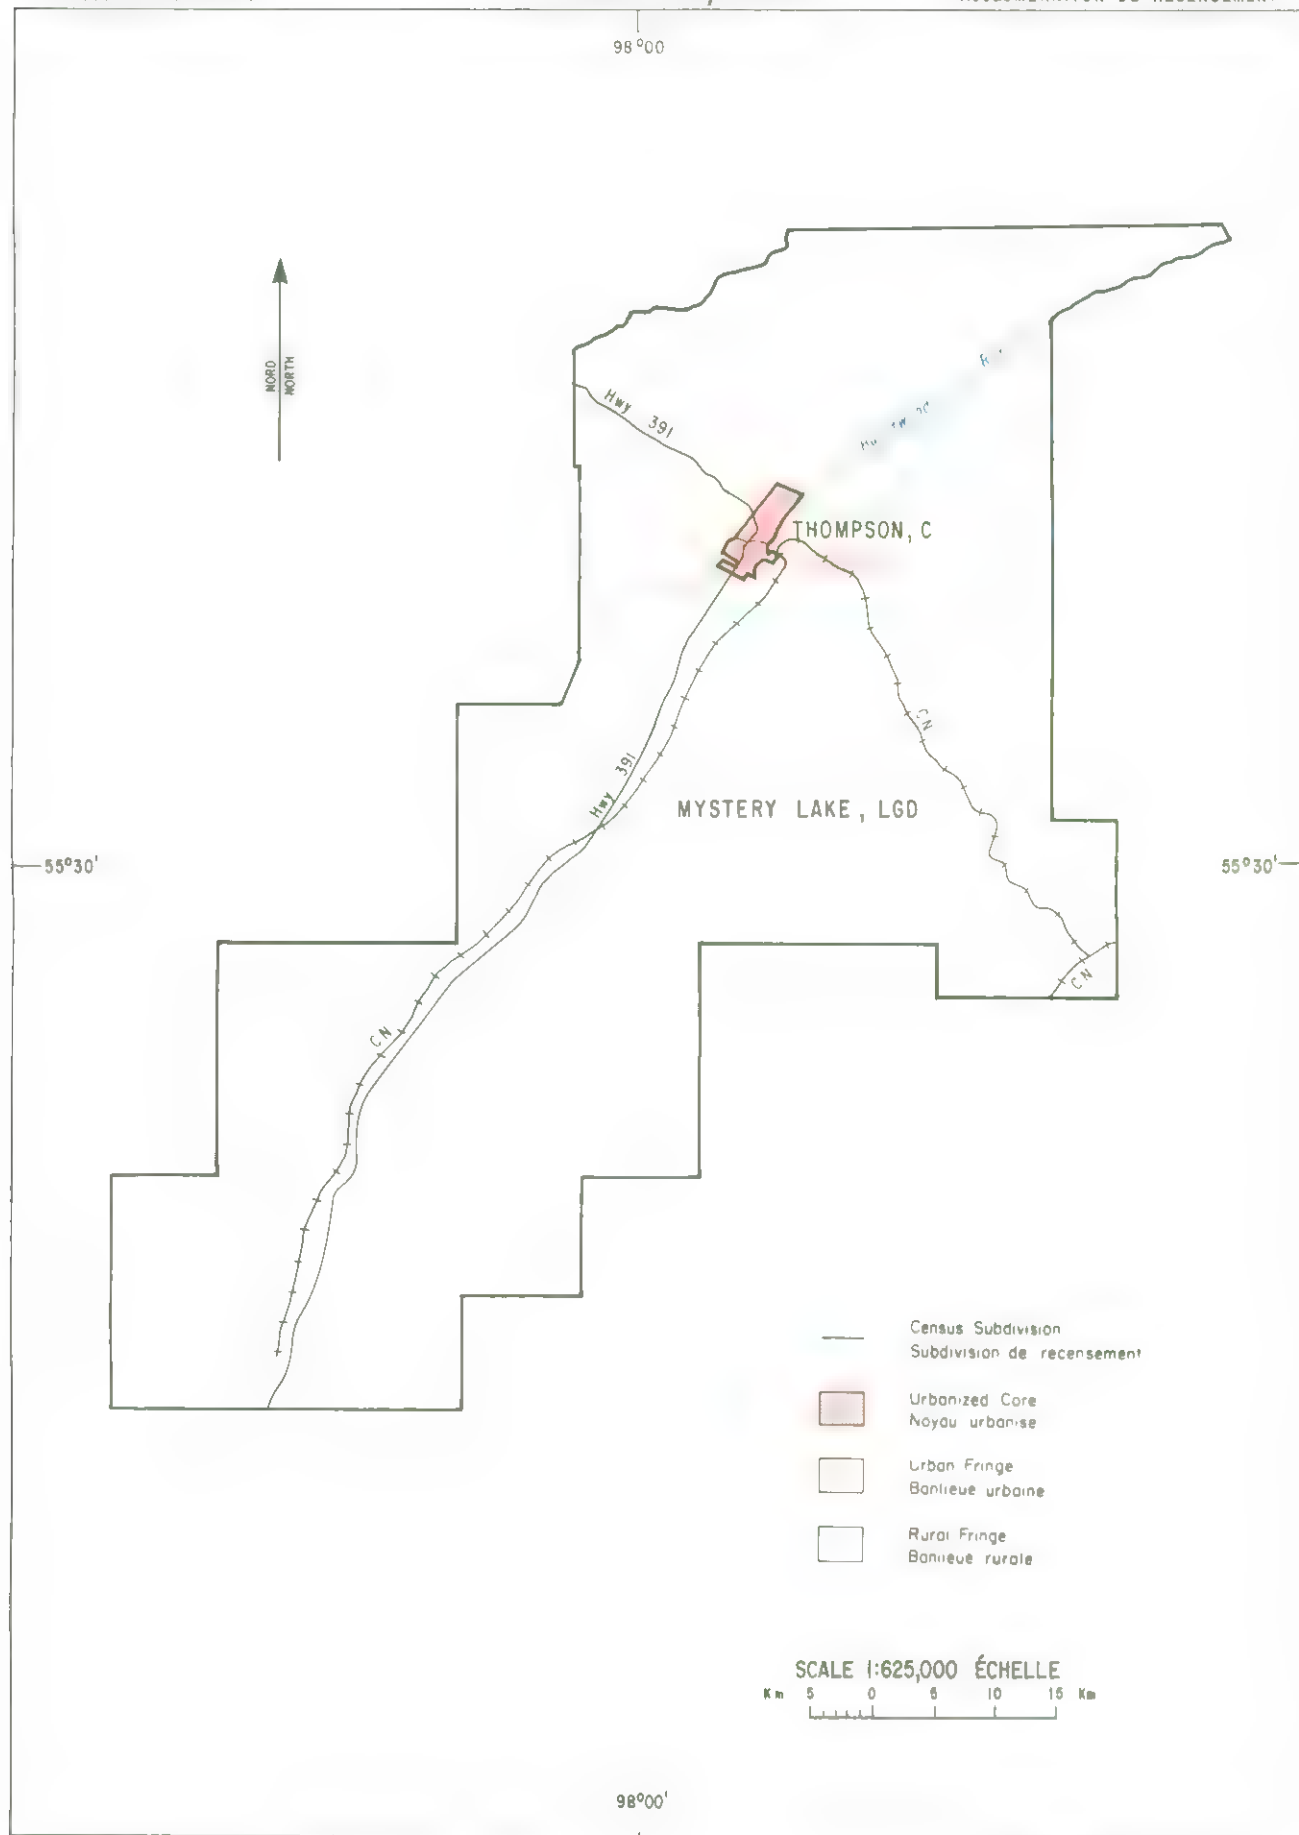 98°00
NORD
NORTH
Hwy 391
THOMPSON, C
CN
Hwy 391
MYSTERY LAKE, LGD
55°30'
55°30'
CN
CN
Census Subdivision
Subdivision de recensement
Urbanized Core
Noyau urbanise
Urban Fringe
Banlieue urbaine
Rural Fringe
Banlieue rurale
SCALE 1:625,000 ÉCHELLE
Km 5 0 5 10 15 Km
98°00'